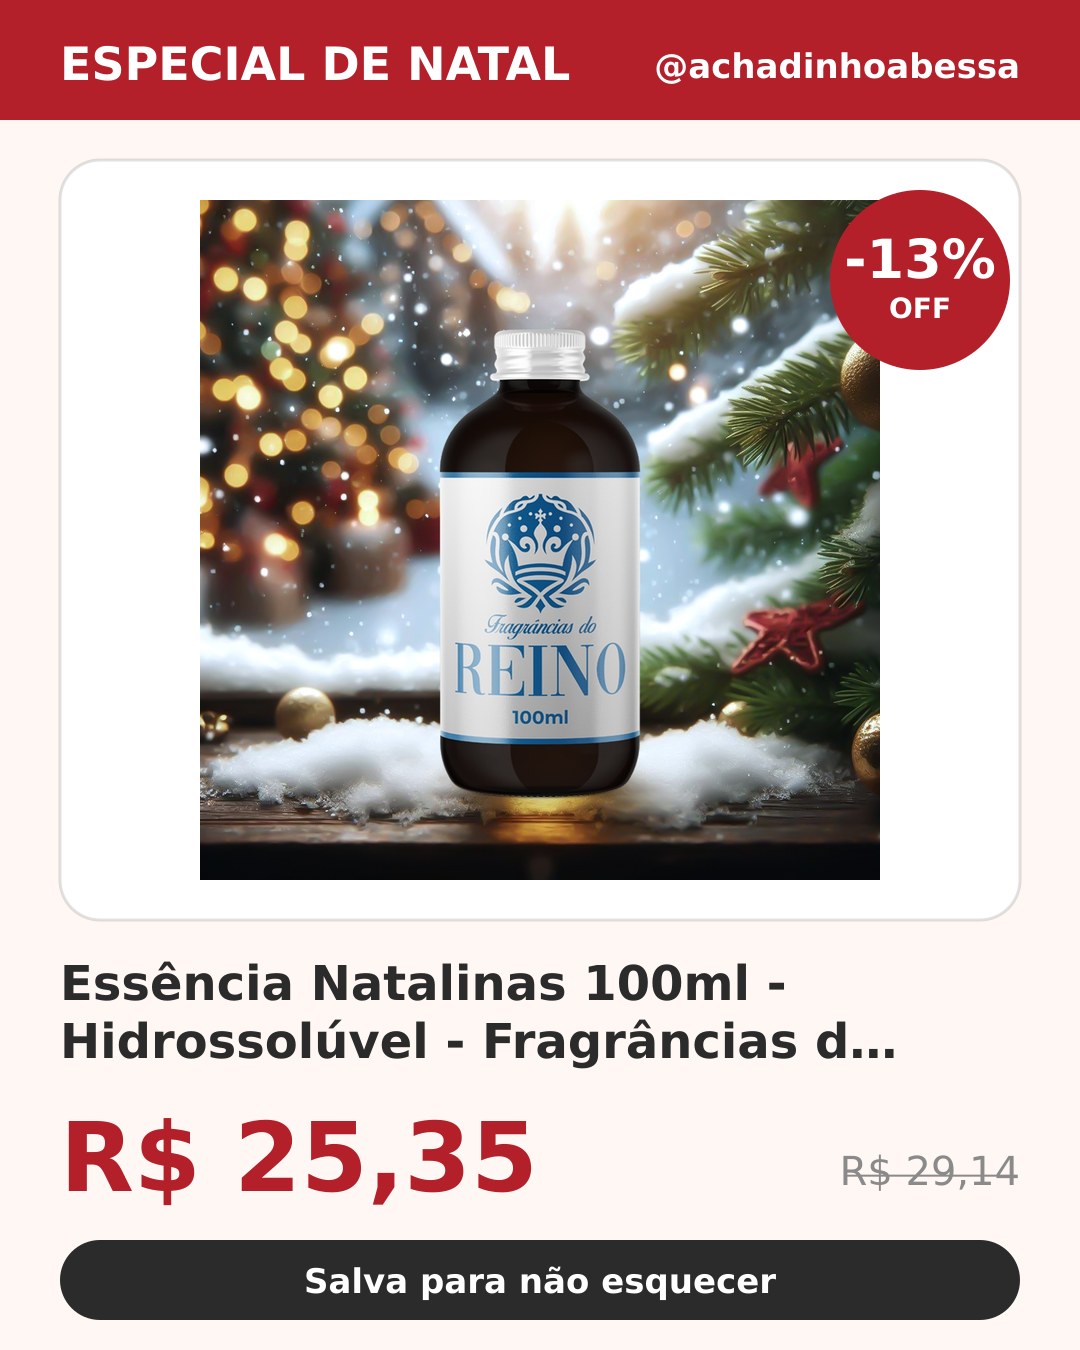 ESPECIAL DE NATAL
@achadinhoabessa
-13%
OFF
Fragrâncias do
REINO
100ml
Essência Natalinas 100ml -
Hidrossolúvel - Fragrâncias d...
R$ 25,35
R$ 29,14
Salva para não esquecer